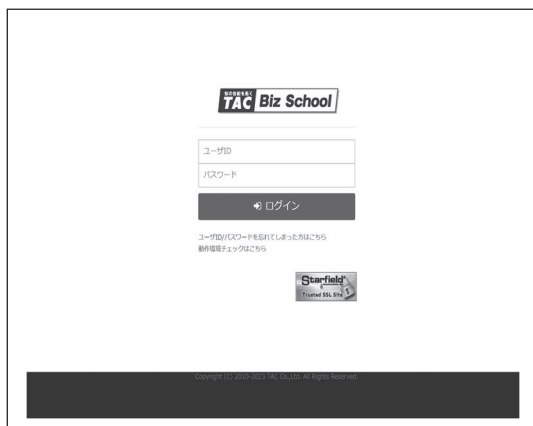 TAC Biz School
ユーザID
パスワード
ログイン
ユーザID/パスワードを忘れてしまった方はこちら
動作環境チェックはこちら
Starfield
Trusted SSL Site
Copyright (C) 2010-2023 TAC Co.,Ltd. All Rights Reserved.